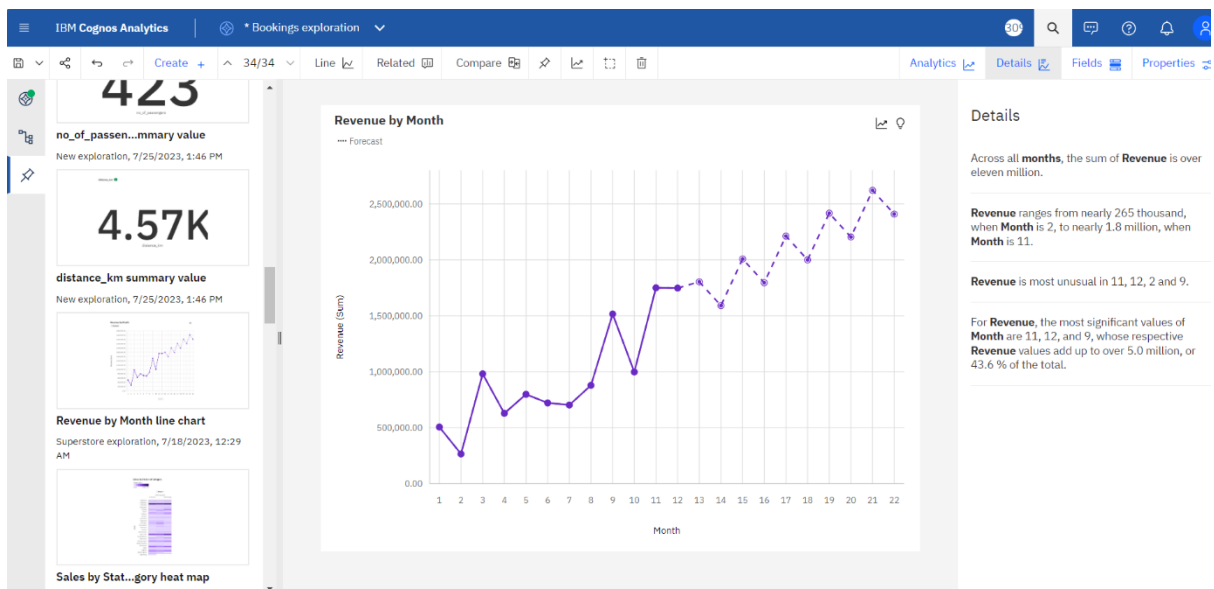 IBM Cognos Analytics
* Bookings exploration
30
Create +
34/34
Line
Related
Compare
Analytics
Details
Fields
Properties
423
no_of_passengers
no_of_passen...mmary value
New exploration, 7/25/2023, 1:46 PM
4.57K
distance_km
distance_km summary value
New exploration, 7/25/2023, 1:46 PM
Revenue by Month line chart
Superstore exploration, 7/18/2023, 12:29
AM
Sales by Stat...gory heat map
Revenue by Month
Forecast
2,500,000.00
2,000,000.00
1,500,000.00
1,000,000.00
500,000.00
0.00
Revenue (Sum)
1 2 3 4 5 6 7 8 9 10 11 12 13 14 15 16 17 18 19 20 21 22
Month
Details
Across all months, the sum of Revenue is over
eleven million.
Revenue ranges from nearly 265 thousand,
when Month is 2, to nearly 1.8 million, when
Month is 11.
Revenue is most unusual in 11, 12, 2 and 9.
For Revenue, the most significant values of
Month are 11, 12, and 9, whose respective
Revenue values add up to over 5.0 million, or
43.6 % of the total.